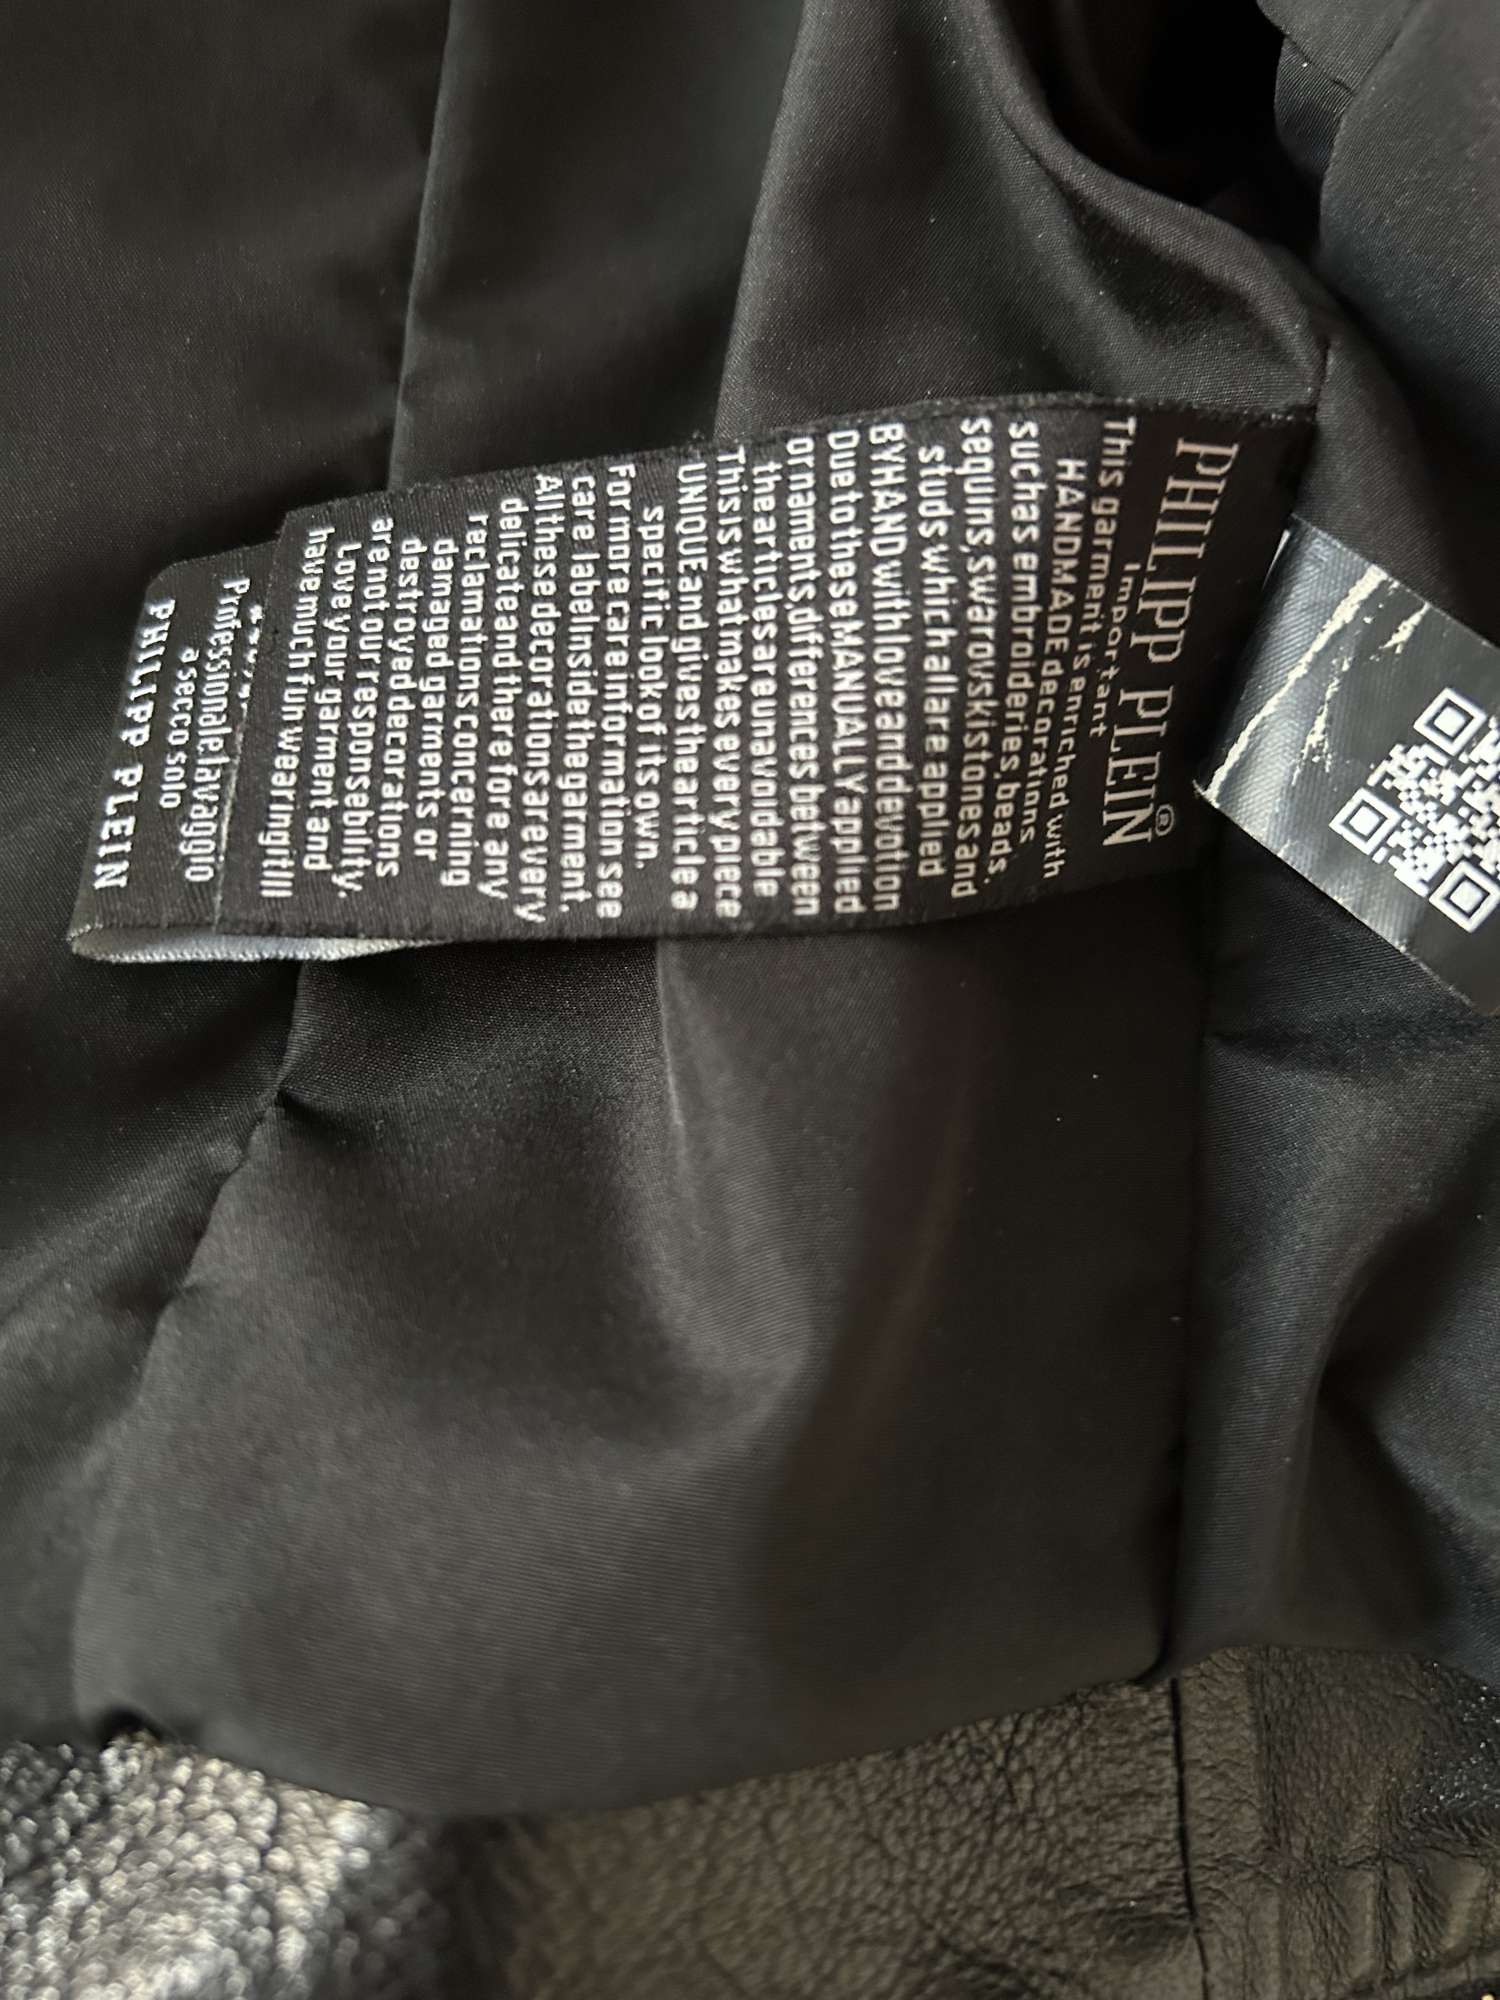 PHILIPP PLEIN®
Important
This garment is enriched with
HANDMADE decorations
suchas embroideries, beads,
sequins, swarovski stones and
studs which all are applied
BY HAND with love and devotion
Due to these MANUALLY applied
ornaments, differences between
the articles are unavoidable
This is what makes every piece
UNIQUE and gives the article a
specific look of its own.
For more care information see
care label inside the garment,
All these decorations are very
delicate and therefore any
reclamations concerning
damaged garments or
destroyed decorations
are not our responsability.
Love your garment and
have much fun wearing it!!!
Professionale lavaggio
a secco solo
PHILIPP PLEIN